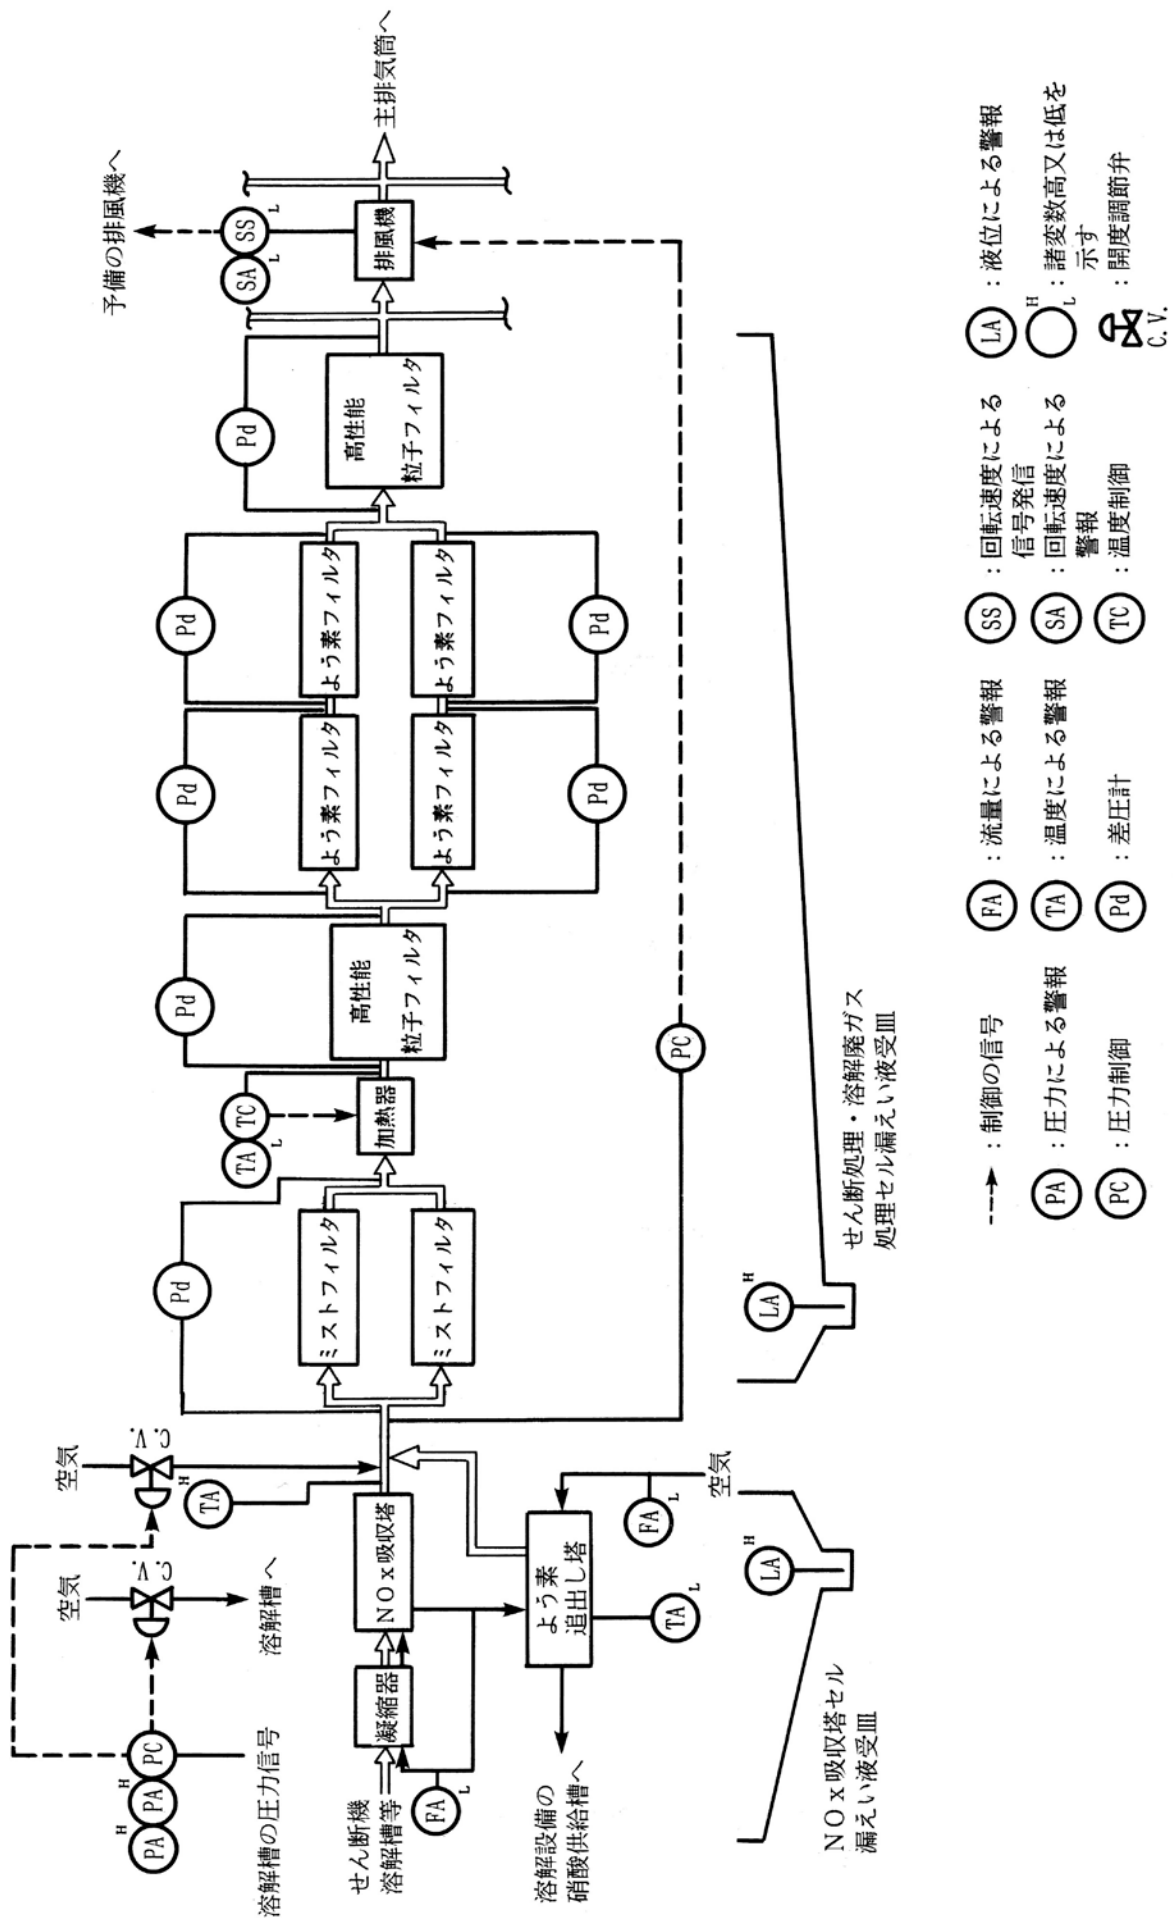 予備の排風機へ
SA
L
SS
L
排風機
主排気筒へ
Pd
高性能
粒子フィルタ
Pd
Pd
よう素フィルタ
よう素フィルタ
よう素フィルタ
よう素フィルタ
Pd
Pd
Pd
高性能
粒子フィルタ
TA
L
TC
加熱器
PC
Pd
ミストフィルタ
ミストフィルタ
空気
C.V.
空気
C.V.
溶解槽へ
H
TA
PA
H
PA
H
PC
溶解槽の圧力信号
せん断機
溶解槽等
凝縮器
NOx吸収塔
FA
L
よう素
追出し塔
FA
L
空気
TA
L
溶解設備の
硝酸供給槽へ
LA
H
NOx吸収塔セル
漏えい液受皿
LA
H
せん断処理・溶解廃ガス
処理セル漏えい液受皿
：制御の信号
PA ：圧力による警報
PC ：圧力制御
FA ：流量による警報
TA ：温度による警報
Pd ：差圧計
SS ：回転速度による
信号発信
SA ：回転速度による
警報
TC ：温度制御
LA ：液位による警報
H
L
：諸変数高又は低を
示す
C.V.
：開度調節弁